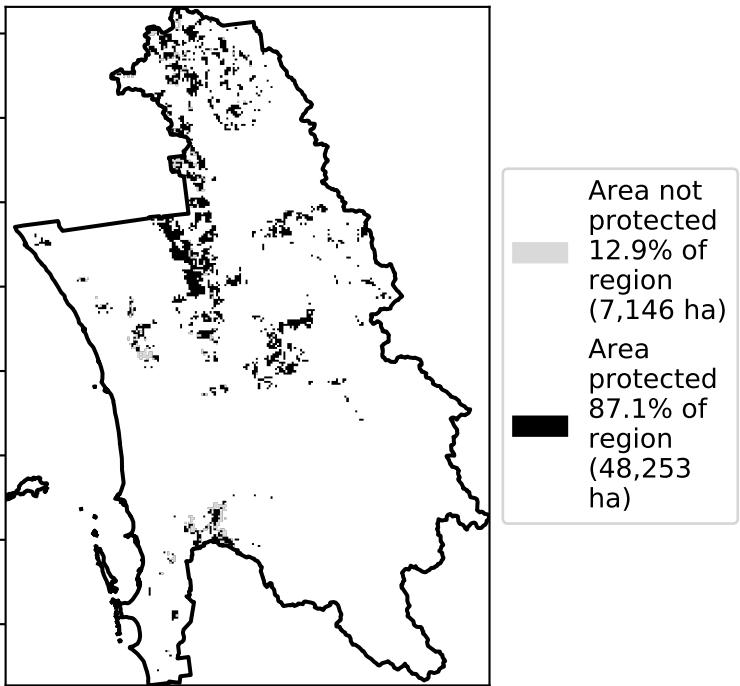 Area not
protected
12.9% of
region
(7,146 ha)
Area
protected
87.1% of
region
(48,253
ha)